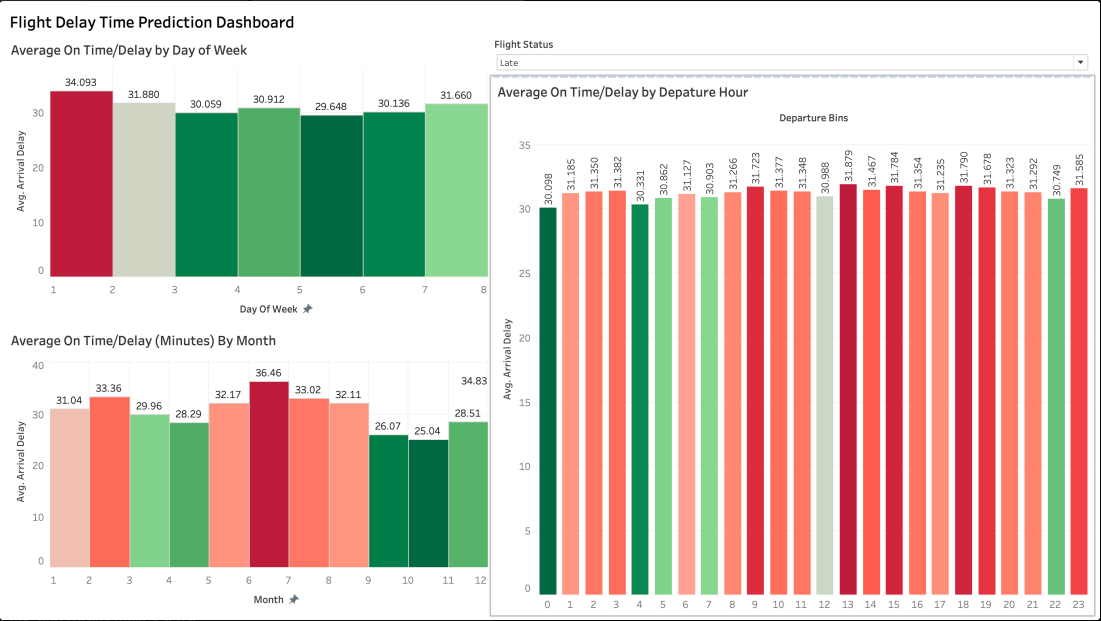 Flight Delay Time Prediction Dashboard
Average On Time/Delay by Day of Week
34.093 31.880 30.059 30.912 29.648 30.136 31.660
30
20
10
0
Avg. Arrival Delay
1 2 3 4 5 6 7 8
Day Of Week
Average On Time/Delay (Minutes) By Month
31.04 33.36 29.96 28.29 32.17 36.46 33.02 32.11 26.07 25.04 28.51 34.83
40
30
20
10
0
Avg. Arrival Delay
1 2 3 4 5 6 7 8 9 10 11 12
Month
Flight Status
Late
Average On Time/Delay by Depature Hour
Departure Bins
30.098 31.185 31.350 31.382 30.331 30.862 31.127 30.903 31.266 31.723 31.377 31.348 30.988 31.879 31.467 31.784 31.354 31.235 31.790 31.678 31.323 31.292 30.749 31.585
35
30
25
20
15
10
5
0
Avg. Arrival Delay
0 1 2 3 4 5 6 7 8 9 10 11 12 13 14 15 16 17 18 19 20 21 22 23